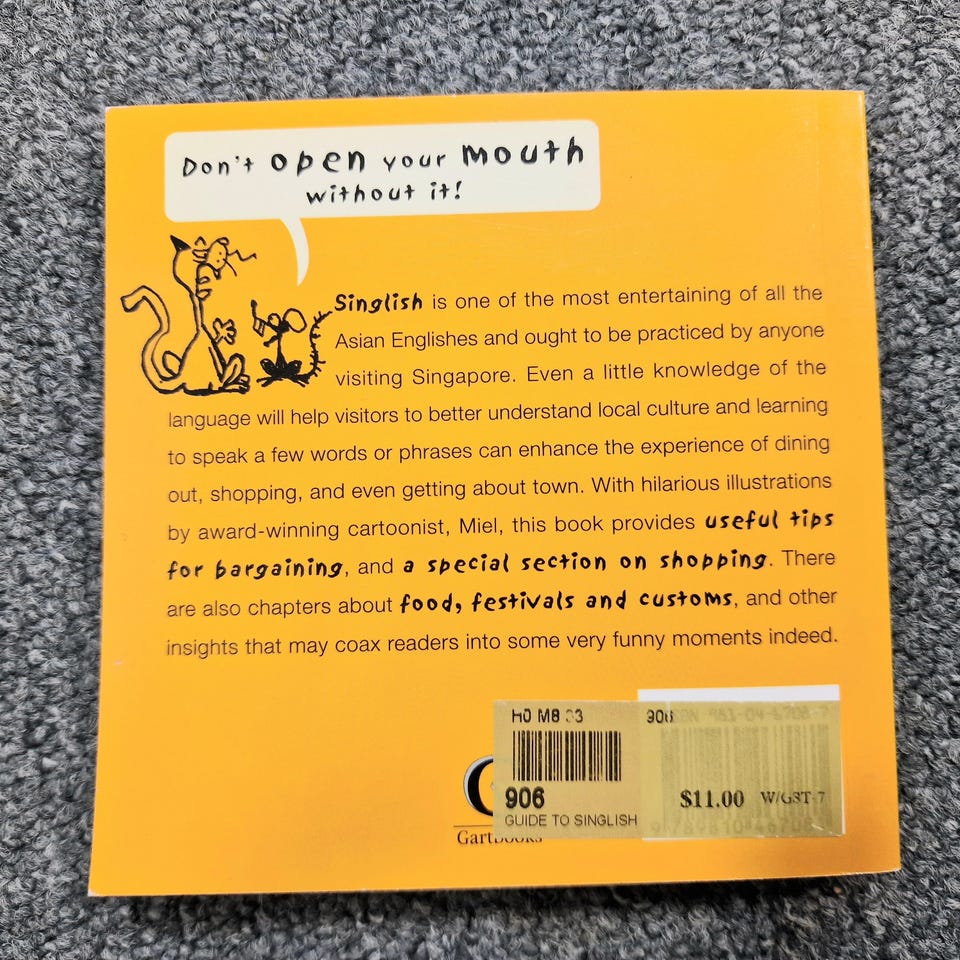 Don't open your mouth
without it!
Singlish is one of the most entertaining of all the
Asian Englishes and ought to be practiced by anyone
visiting Singapore. Even a little knowledge of the
language will help visitors to better understand local culture and learning
to speak a few words or phrases can enhance the experience of dining
out, shopping, and even getting about town. With hilarious illustrations
by award-winning cartoonist, Miel, this book provides useful tips
for bargaining, and a special section on shopping. There
are also chapters about food, festivals and customs, and other
insights that may coax readers into some very funny moments indeed.
906
906
$11.00 W/GST-7
GUIDE TO SINGLISH
Gartbooks